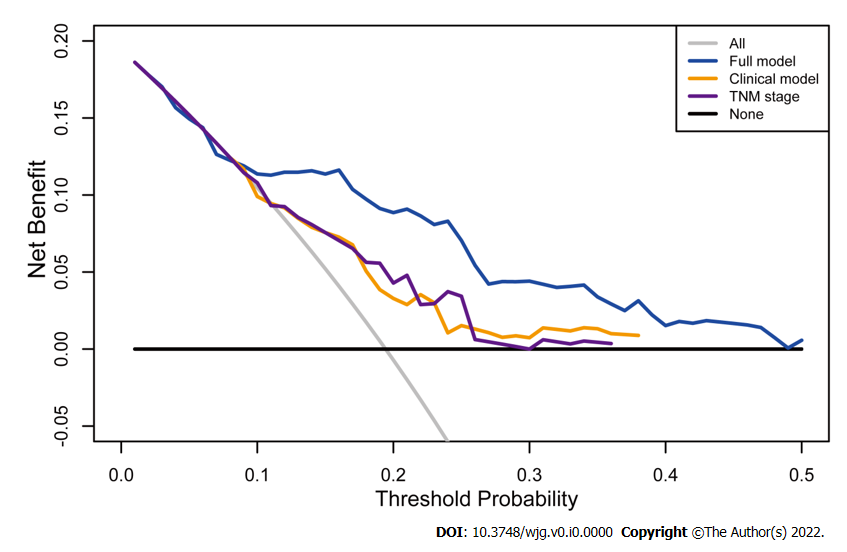 All
Full model
Clinical model
TNM stage
None
Net Benefit
0.20
0.15
0.10
0.05
0.00
-0.05
0.0 0.1 0.2 0.3 0.4 0.5
Threshold Probability
DOI: 10.3748/wjg.v0.i0.0000 Copyright ©The Author(s) 2022.